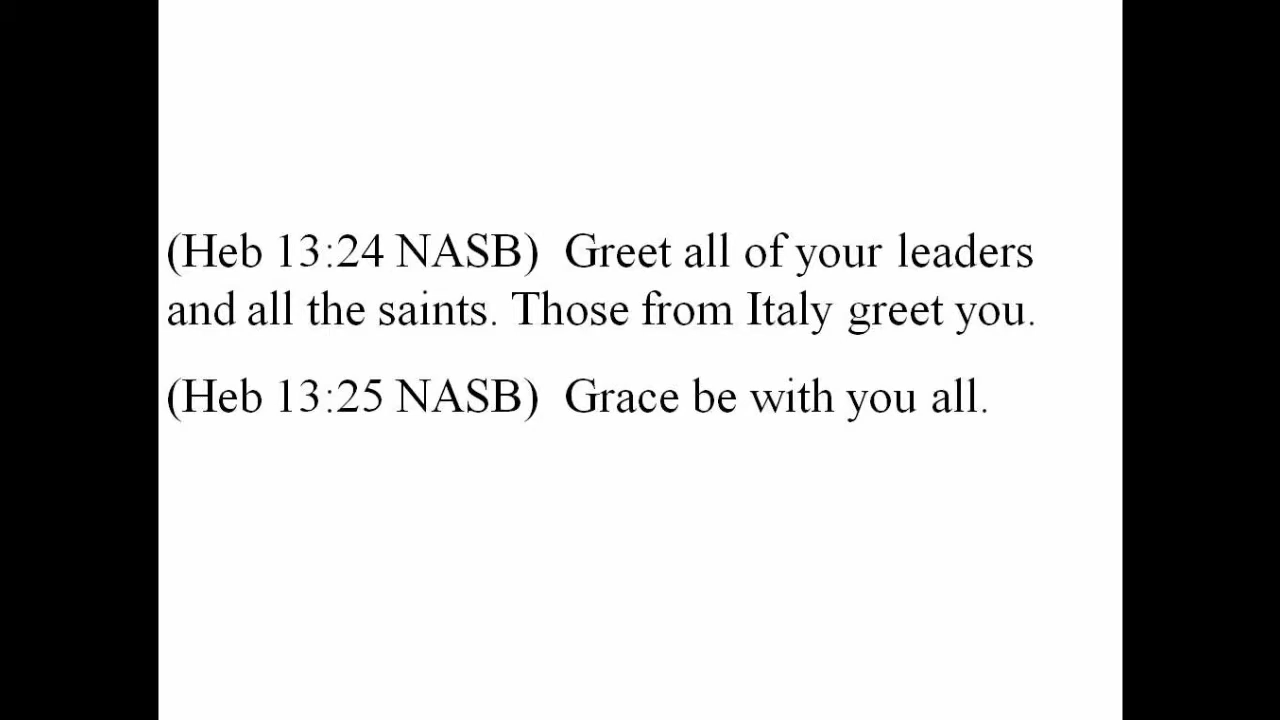 (Heb 13:24 NASB)  Greet all of your leaders
and all the saints. Those from Italy greet you.
(Heb 13:25 NASB)  Grace be with you all.